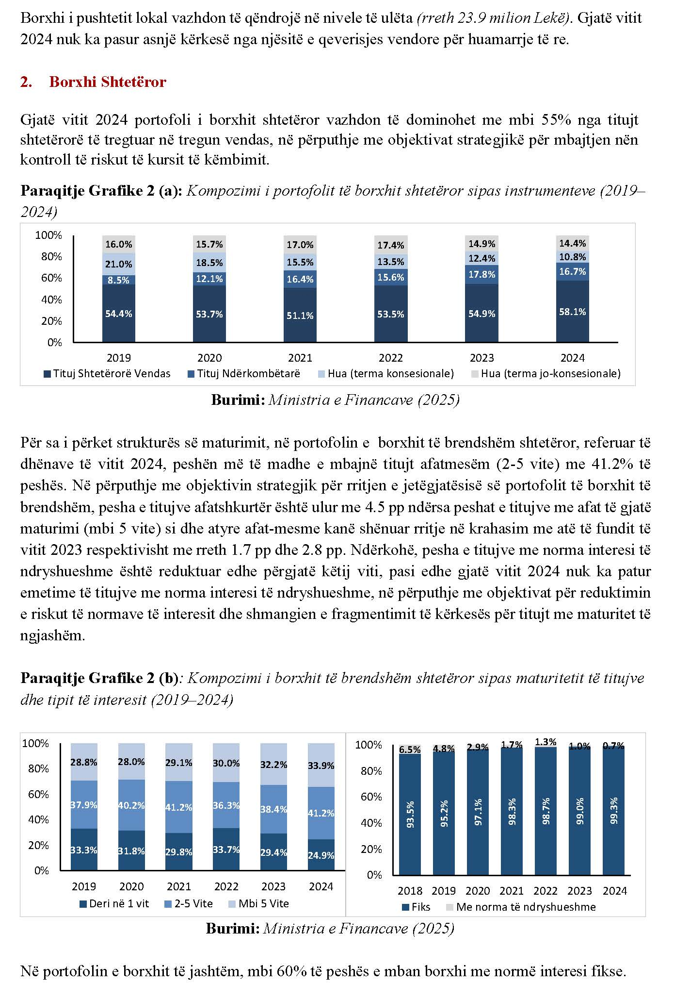 Borxhi i pushtetit lokal vazhdon të qëndrojë në nivele të ulëta (rreth 23.9 milion Lekë). Gjatë vitit
2024 nuk ka pasur asnjë kërkesë nga njësitë e qeverisjes vendore për huamarrje të re.
2. Borxhi Shtetëror
Gjatë vitit 2024 portofoli i borxhit shtetëror vazhdon të dominohet me mbi 55% nga titujt
shtetërorë të tregtuar në tregun vendas, në përputhje me objektivat strategjikë për mbajtjen nën
kontroll të riskut të kursit të këmbimit.
Paraqitje Grafike 2 (a): Kompozimi i portofolit të borxhit shtetëror sipas instrumenteve (2019–
2024)
100%
16.0% 15.7% 17.0% 17.4% 14.9% 14.4%
80%
21.0% 18.5% 15.5% 13.5% 12.4% 10.8%
60%
8.5% 12.1% 16.4% 15.6% 17.8% 16.7%
40%
54.4% 53.7% 51.1% 53.5% 54.9% 58.1%
20%
0%
2019 2020 2021 2022 2023 2024
Tituj Shtetërorë Vendas Tituj Ndërkombëtarë Hua (terma konsesionale) Hua (terma jo-konsesionale)
Burimi: Ministria e Financave (2025)
Për sa i përket strukturës së maturimit, në portofolin e borxhit të brendshëm shtetëror, referuar të
dhënave të vitit 2024, peshën më të madhe e mbajnë titujt afatmesëm (2-5 vite) me 41.2% të
peshës. Në përputhje me objektivin strategjik për rritjen e jetëgjatësisë së portofolit të borxhit të
brendshëm, pesha e titujve afatshkurtër është ulur me 4.5 pp ndërsa peshat e titujve me afat të gjatë
maturimi (mbi 5 vite) si dhe atyre afat-mesme kanë shënuar rritje në krahasim me atë të fundit të
vitit 2023 respektivisht me rreth 1.7 pp dhe 2.8 pp. Ndërkohë, pesha e titujve me norma interesi të
ndryshueshme është reduktuar edhe përgjatë këtij viti, pasi edhe gjatë vitit 2024 nuk ka patur
emetime të titujve me norma interesi të ndryshueshme, në përputhje me objektivat për reduktimin
e riskut të normave të interesit dhe shmangien e fragmentimit të kërkesës për titujt me maturitet të
ngjashëm.
Paraqitje Grafike 2 (b): Kompozimi i borxhit të brendshëm shtetëror sipas maturitetit të titujve
dhe tipit të interesit (2019–2024)
100%
28.8% 28.0% 29.1% 30.0% 32.2% 33.9%
80%
60%
37.9% 40.2% 41.2% 36.3% 38.4% 41.2%
40%
20%
33.3% 31.8% 29.8% 33.7% 29.4% 24.9%
0%
2019 2020 2021 2022 2023 2024
Deri në 1 vit 2-5 Vite Mbi 5 Vite
100%
6.5% 4.8% 2.9% 1.7% 1.3% 1.0% 0.7%
80%
60%
93.5% 95.2% 97.1% 98.3% 98.7% 99.0% 99.3%
40%
20%
0%
2018 2019 2020 2021 2022 2023 2024
Fiks Me norma të ndryshueshme
Burimi: Ministria e Financave (2025)
Në portofolin e borxhit të jashtëm, mbi 60% të peshës e mban borxhi me normë interesi fikse.